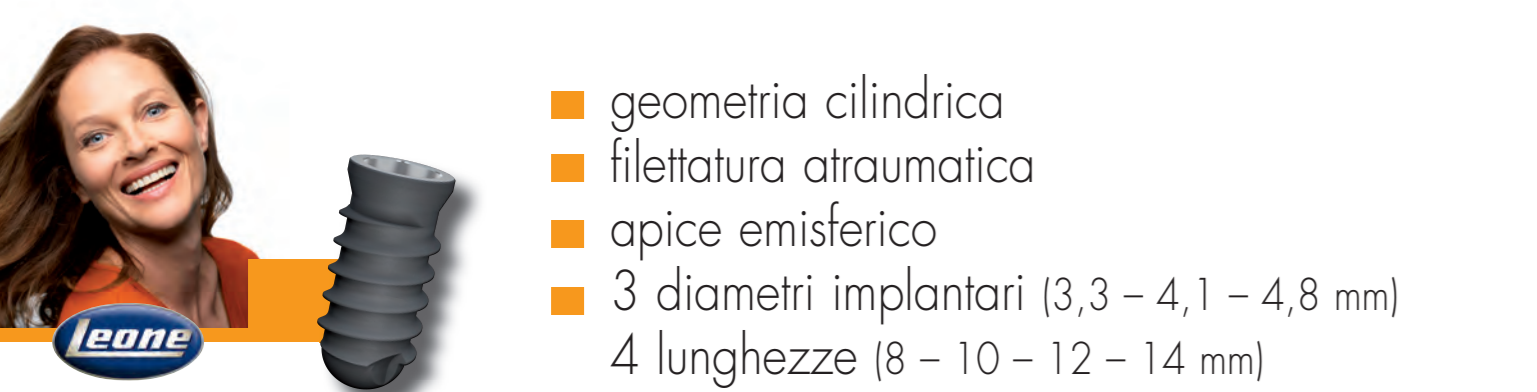 geometria cilindrica
filettatura atraumatica
apice emisferico
3 diametri implantari (3,3 – 4,1 – 4,8 mm)
4 lunghezze (8 – 10 – 12 – 14 mm)
Leone